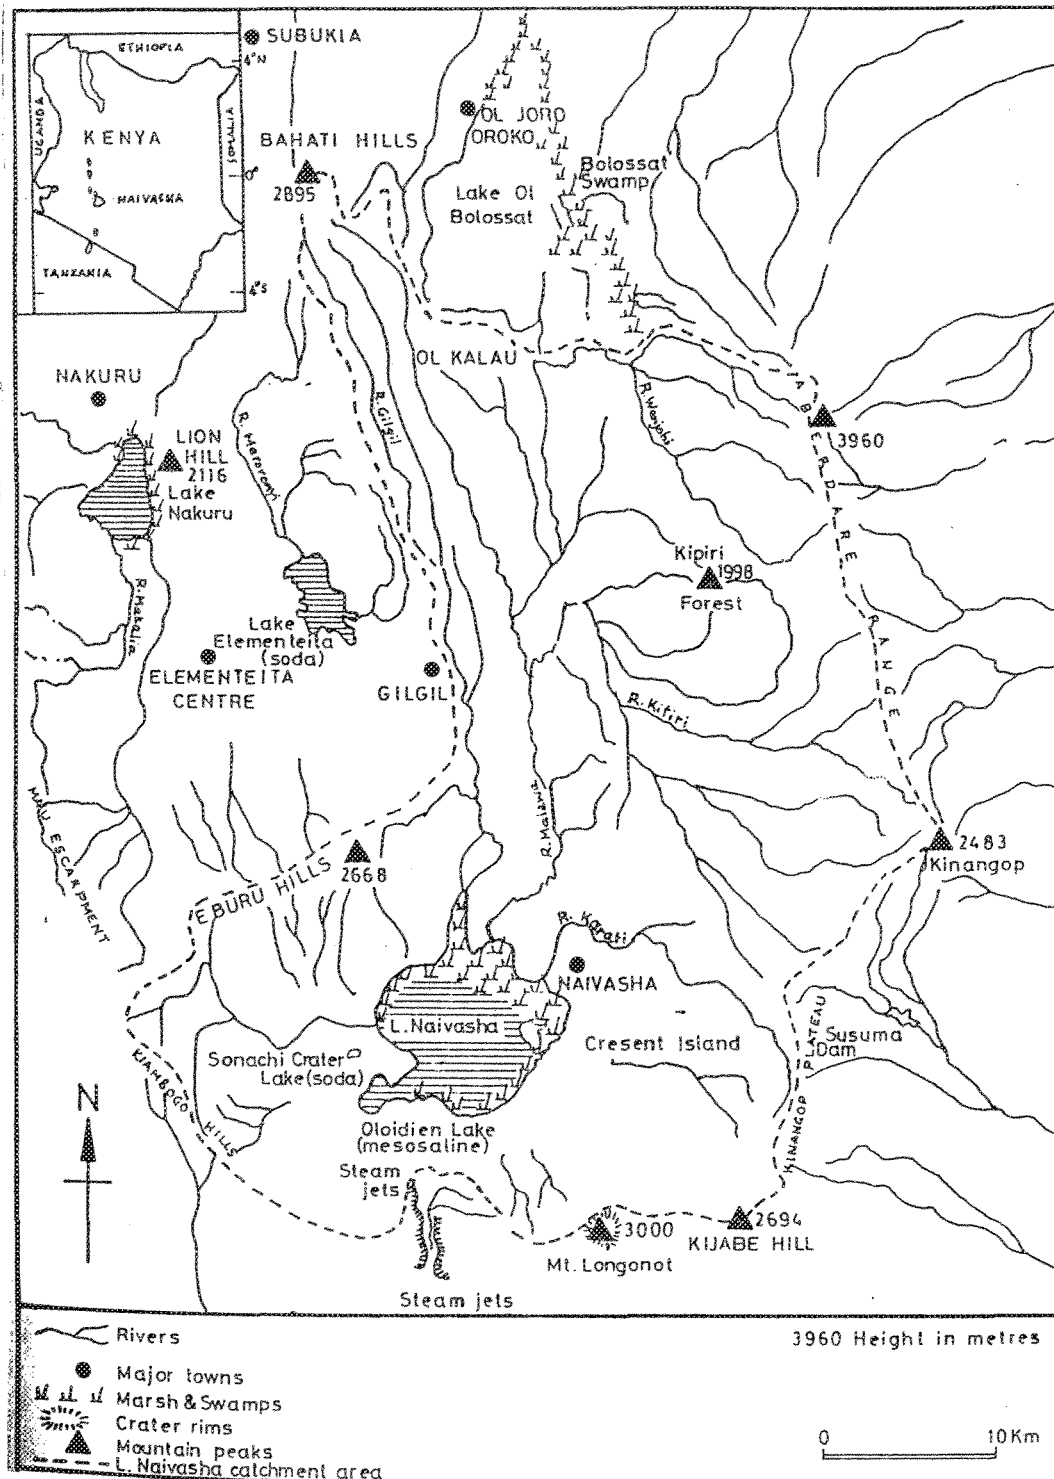 SUBUKIA
ETHIOPIA
4°N
UGANDA
KENYA
SOMALIA
0°
NAIVASHA
TANZANIA
4°S
OL JORO
OROKO
BAHATI HILLS
2895
Bolossat
Swamp
Lake Ol
Bolossat
OL KALAU
NAKURU
R. Gilgil
R. Wanjohi
ABERDARE RANGE
3960
LION
HILL
2116
Lake
Nakuru
Kipiri
1998
Forest
R. Makalia
Lake
Elementeita
(soda)
ELEMENTEITA
CENTRE
GILGIL
R. Kitiri
MAU ESCARPMENT
R. Malewa
2483
Kinangop
EBURU HILLS
2668
R. Karati
NAIVASHA
L. Naivasha
Cresent Island
KINANGOP PLATEAU
Susuma
Dam
Sonachi Crater
Lake(soda)
KIAMBOGO HILLS
N
Oloidien Lake
(mesosaline)
Steam
jets
3000
Mt. Longonot
2694
KIJABE HILL
Steam jets
Rivers
3960 Height in metres
Major towns
Marsh & Swamps
Crater rims
Mountain peaks
L. Naivasha catchment area
0 10Km